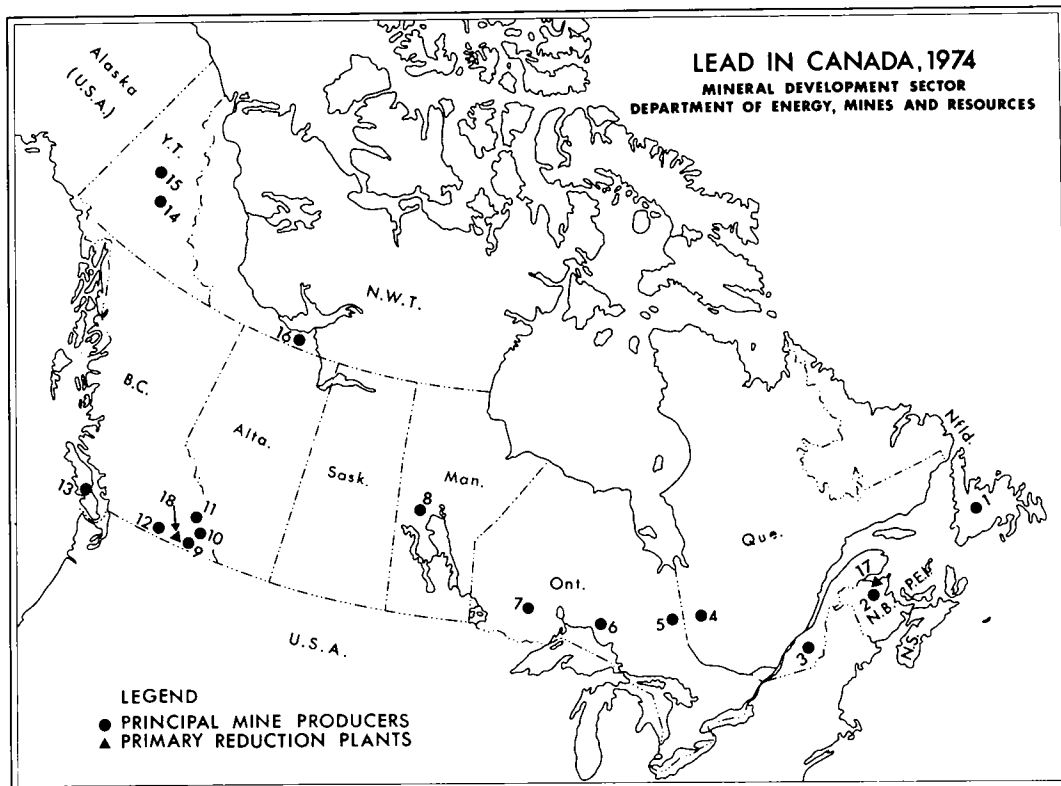 LEAD IN CANADA, 1974
MINERAL DEVELOPMENT SECTOR
DEPARTMENT OF ENERGY, MINES AND RESOURCES
Alaska
(U.S.A.)
Y.T.
15
14
N.W.T.
16
B.C.
Alta.
Sask.
Man.
Nfld.
13
18
11
12
10
9
8
1
Que.
Ont.
17
P.E.I.
2
N.B.
N.S.
7
6
5
4
3
U.S.A.
LEGEND
● PRINCIPAL MINE PRODUCERS
▲ PRIMARY REDUCTION PLANTS